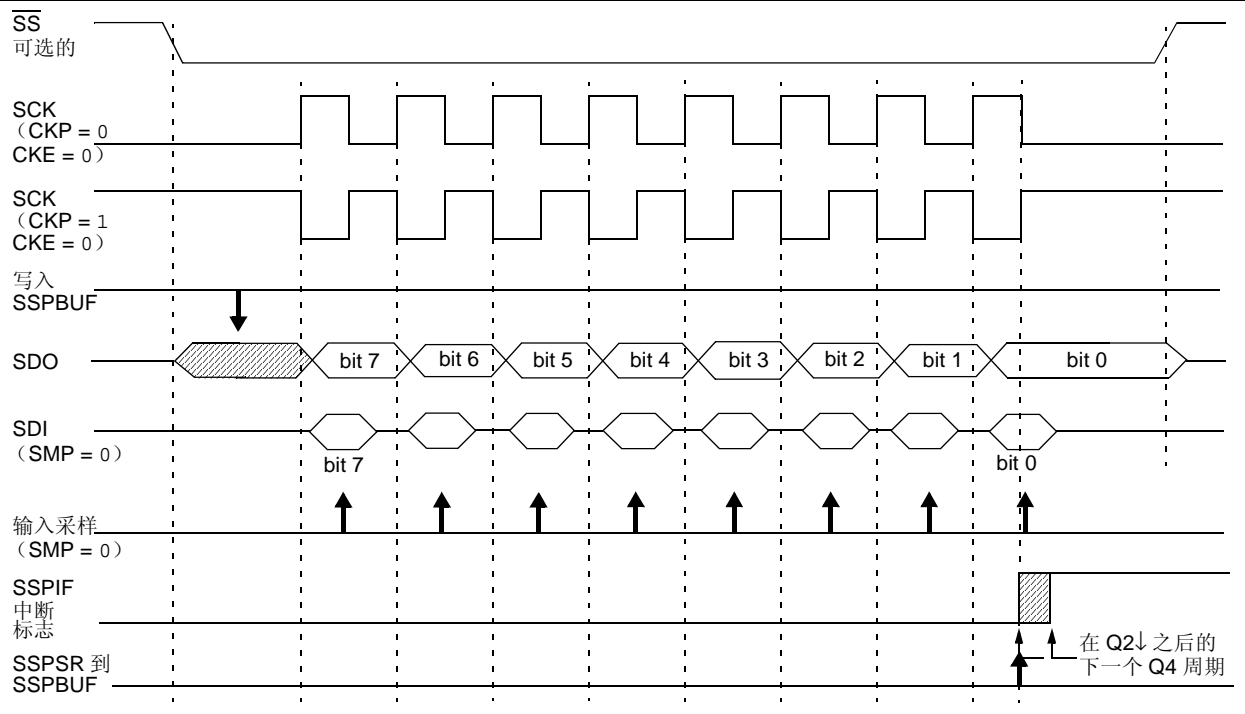 SS
可选的
SCK
（CKP = 0
CKE = 0）
SCK
（CKP = 1
CKE = 0）
写入
SSPBUF
SDO
bit 7 bit 6 bit 5 bit 4 bit 3 bit 2 bit 1 bit 0
SDI
（SMP = 0）
bit 7 bit 0
输入采样
（SMP = 0）
SSPIF
中断
标志
在 Q2↓ 之后的
下一个 Q4 周期
SSPSR 到
SSPBUF